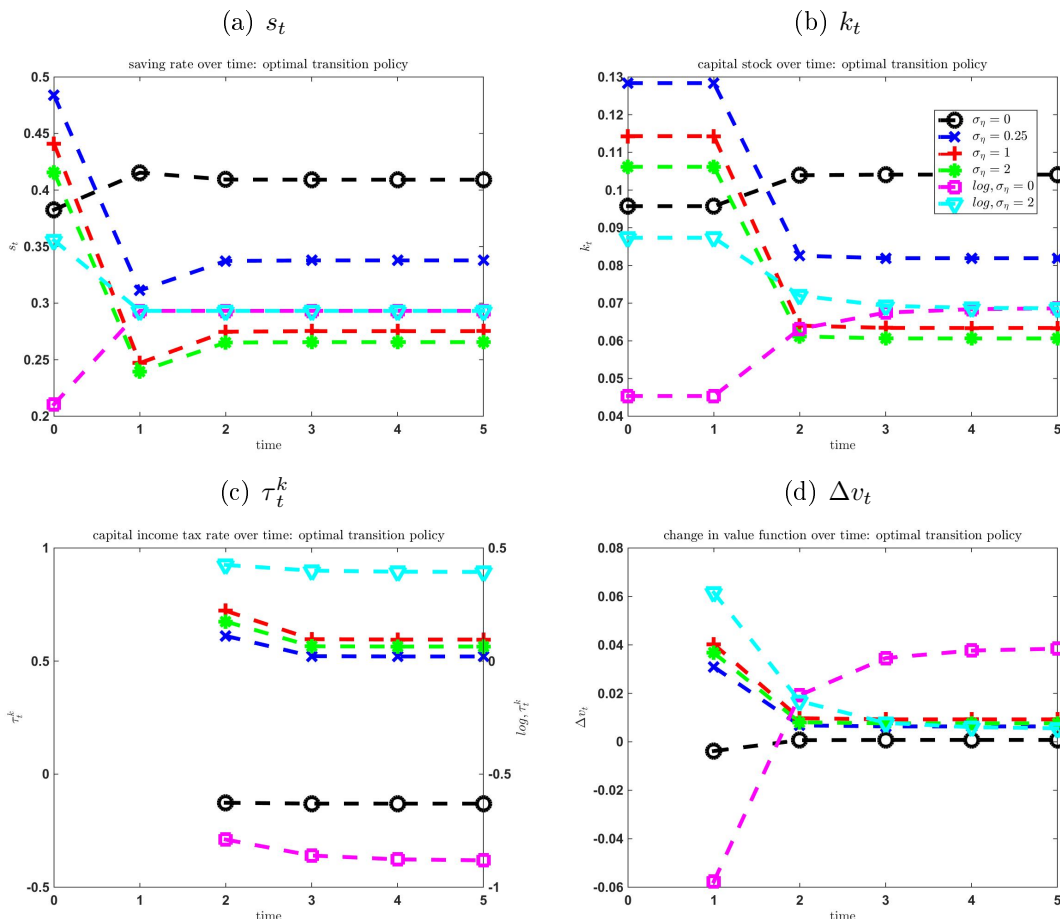 (a) s_t
saving rate over time: optimal transition policy
0.5
0.45
0.4
0.35
0.3
0.25
0.2
s_t
0 1 2 3 4 5
time
(b) k_t
capital stock over time: optimal transition policy
0.13
0.12
0.11
0.1
0.09
0.08
0.07
0.06
0.05
0.04
k_t
σ_η = 0
σ_η = 0.25
σ_η = 1
σ_η = 2
log, σ_η = 0
log, σ_η = 2
0 1 2 3 4 5
time
(c) τ_t^k
capital income tax rate over time: optimal transition policy
1
0.5
0
-0.5
τ_t^k
0.5
0
-0.5
-1
log, τ_t^k
0 1 2 3 4 5
time
(d) Δv_t
change in value function over time: optimal transition policy
0.08
0.06
0.04
0.02
0
-0.02
-0.04
-0.06
Δv_t
0 1 2 3 4 5
time